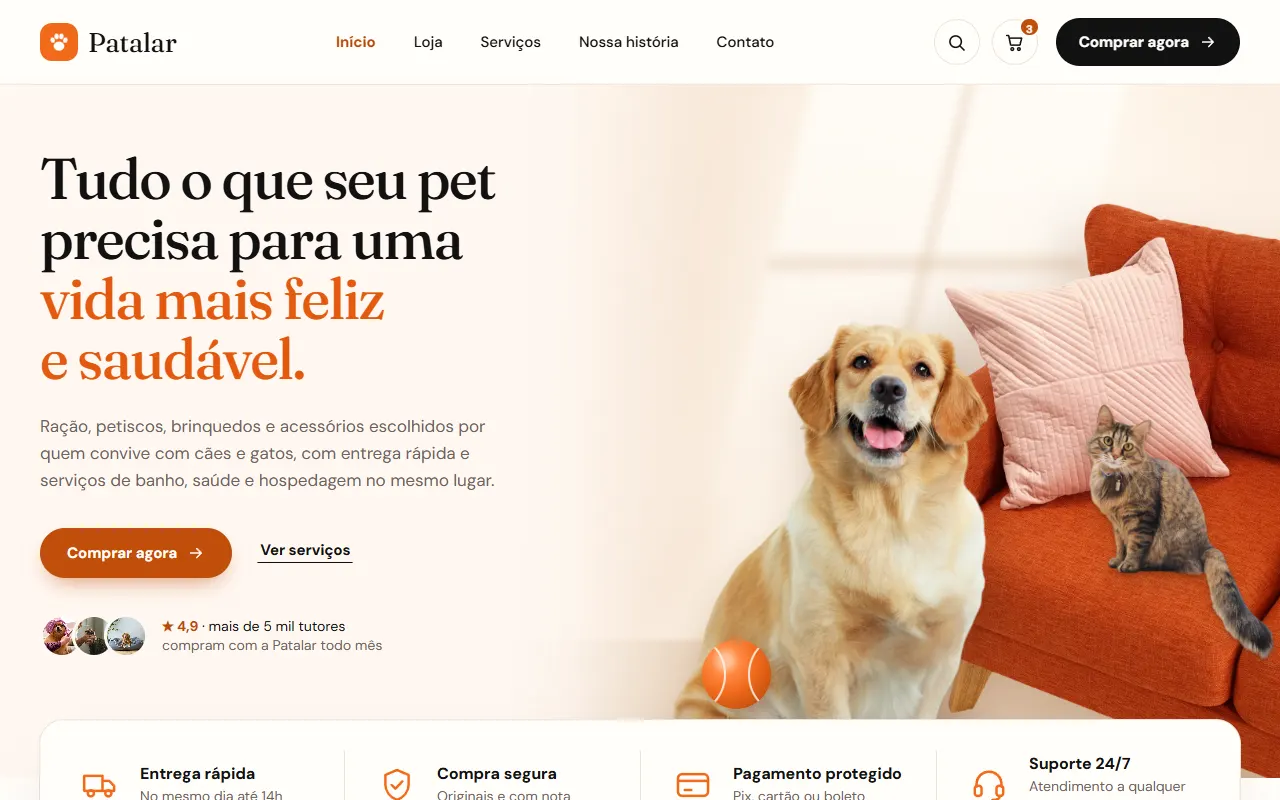 Patalar
Início
Loja
Serviços
Nossa história
Contato
3
Comprar agora
Tudo o que seu pet
precisa para uma
vida mais feliz
e saudável.
Ração, petiscos, brinquedos e acessórios escolhidos por
quem convive com cães e gatos, com entrega rápida e
serviços de banho, saúde e hospedagem no mesmo lugar.
Comprar agora
Ver serviços
★ 4,9 · mais de 5 mil tutores
compram com a Patalar todo mês
Entrega rápida
No mesmo dia até 14h
Compra segura
Originais e com nota
Pagamento protegido
Pix, cartão ou boleto
Suporte 24/7
Atendimento a qualquer